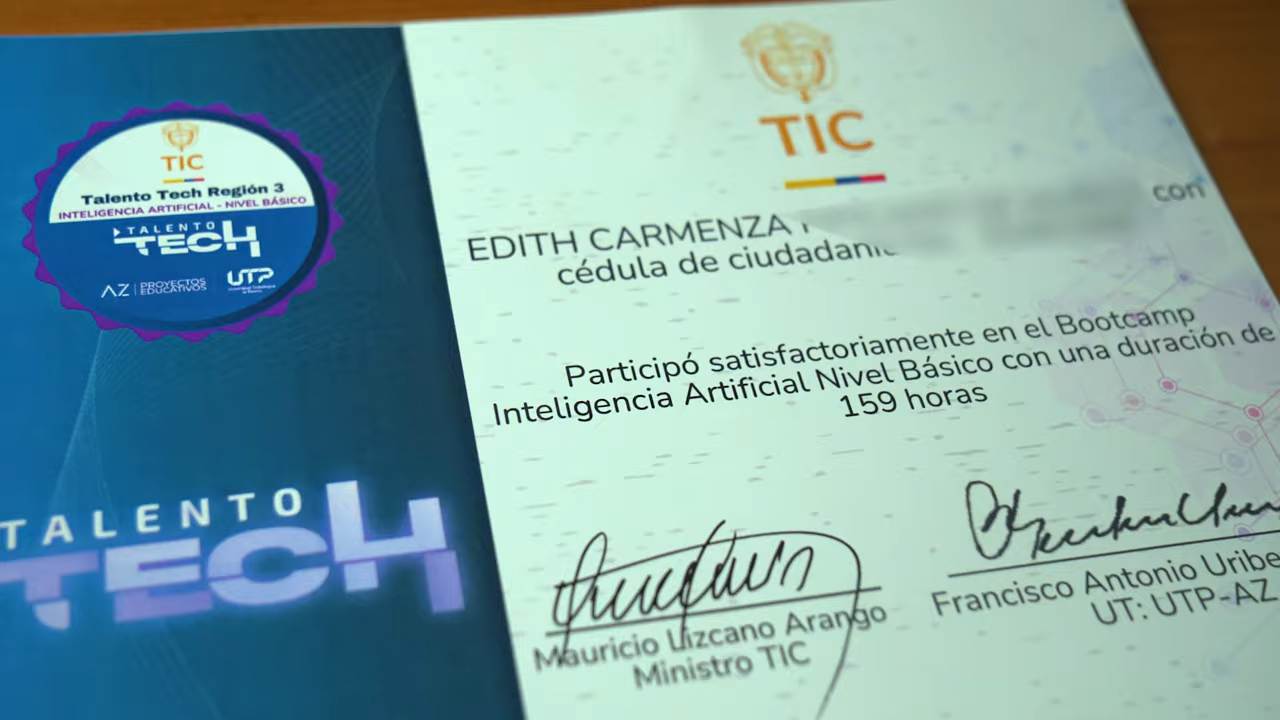 TIC
Talento Tech Región 3
INTELIGENCIA ARTIFICIAL - NIVEL BÁSICO
TALENTO
TECH
AZ PROYECTOS
EDUCATIVOS
UTP
TALENTO
TECH
TIC
EDITH CARMENZA con
cédula de
Participó satisfactoriamente en el Bootcamp
Inteligencia Artificial Nivel Básico con una duración de
159 horas
Mauricio Lizcano Arango
Ministro TIC
Francisco Antonio Uribe
UT: UTP-AZ